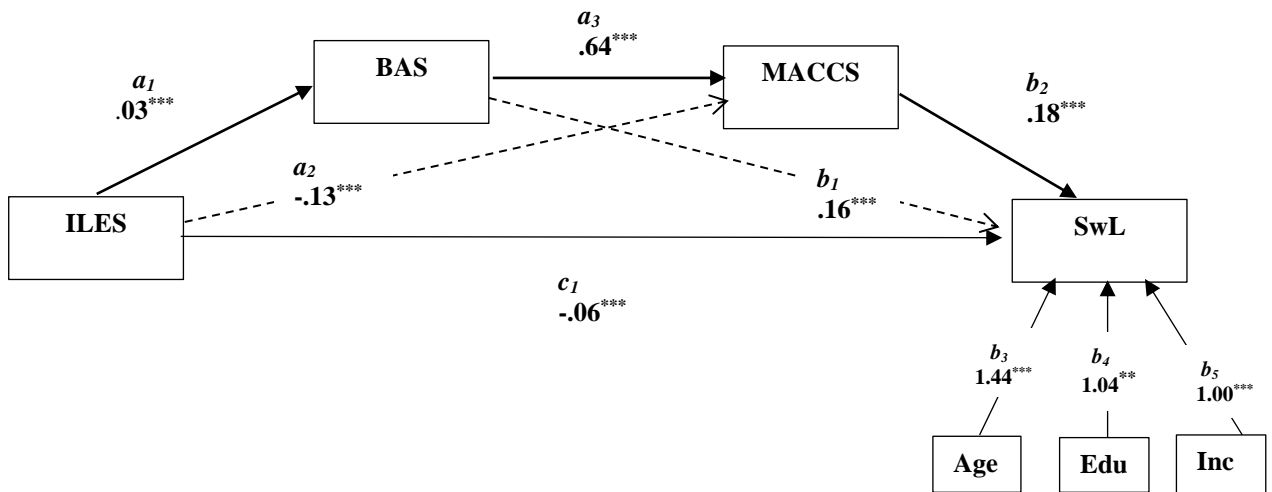 a3
.64***
BAS
MACCS
a1
.03***
b2
.18***
a2
-.13***
b1
.16***
ILES
SwL
c1
-.06***
b3
1.44***
b4
1.04**
b5
1.00***
Age
Edu
Inc